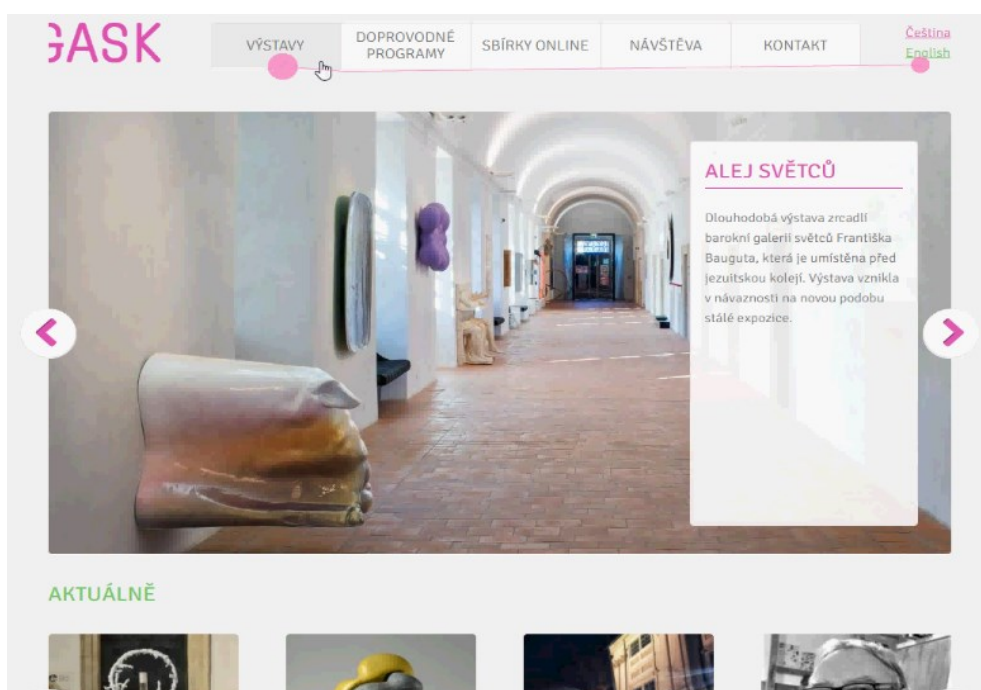 GASK
VÝSTAVY
DOPROVODNÉ
PROGRAMY
SBÍRKY ONLINE
NÁVŠTĚVA
KONTAKT
Čeština
English
ALEJ SVĚTCŮ
Dlouhodobá výstava zrcadlí
barokní galerii světců Františka
Bauguta, která je umístěna před
jezuitskou kolejí. Výstava vznikla
v návaznosti na novou podobu
stálé expozice.
AKTUÁLNĚ